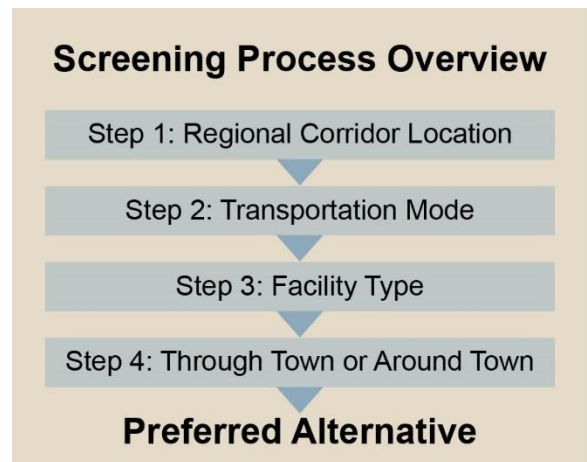 Screening Process Overview
Step 1: Regional Corridor Location
Step 2: Transportation Mode
Step 3: Facility Type
Step 4: Through Town or Around Town
Preferred Alternative